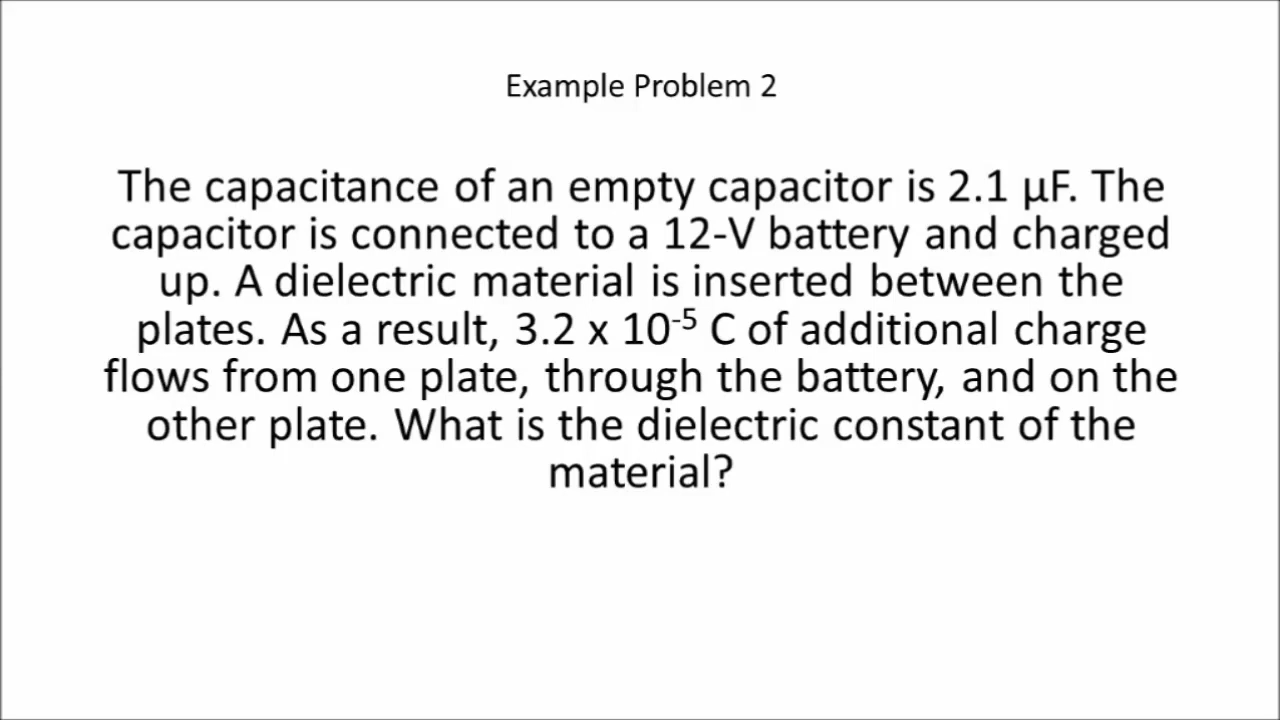 Example Problem 2
The capacitance of an empty capacitor is 2.1 µF. The
capacitor is connected to a 12-V battery and charged
up. A dielectric material is inserted between the
plates. As a result, 3.2 x 10⁻⁵ C of additional charge
flows from one plate, through the battery, and on the
other plate. What is the dielectric constant of the
material?